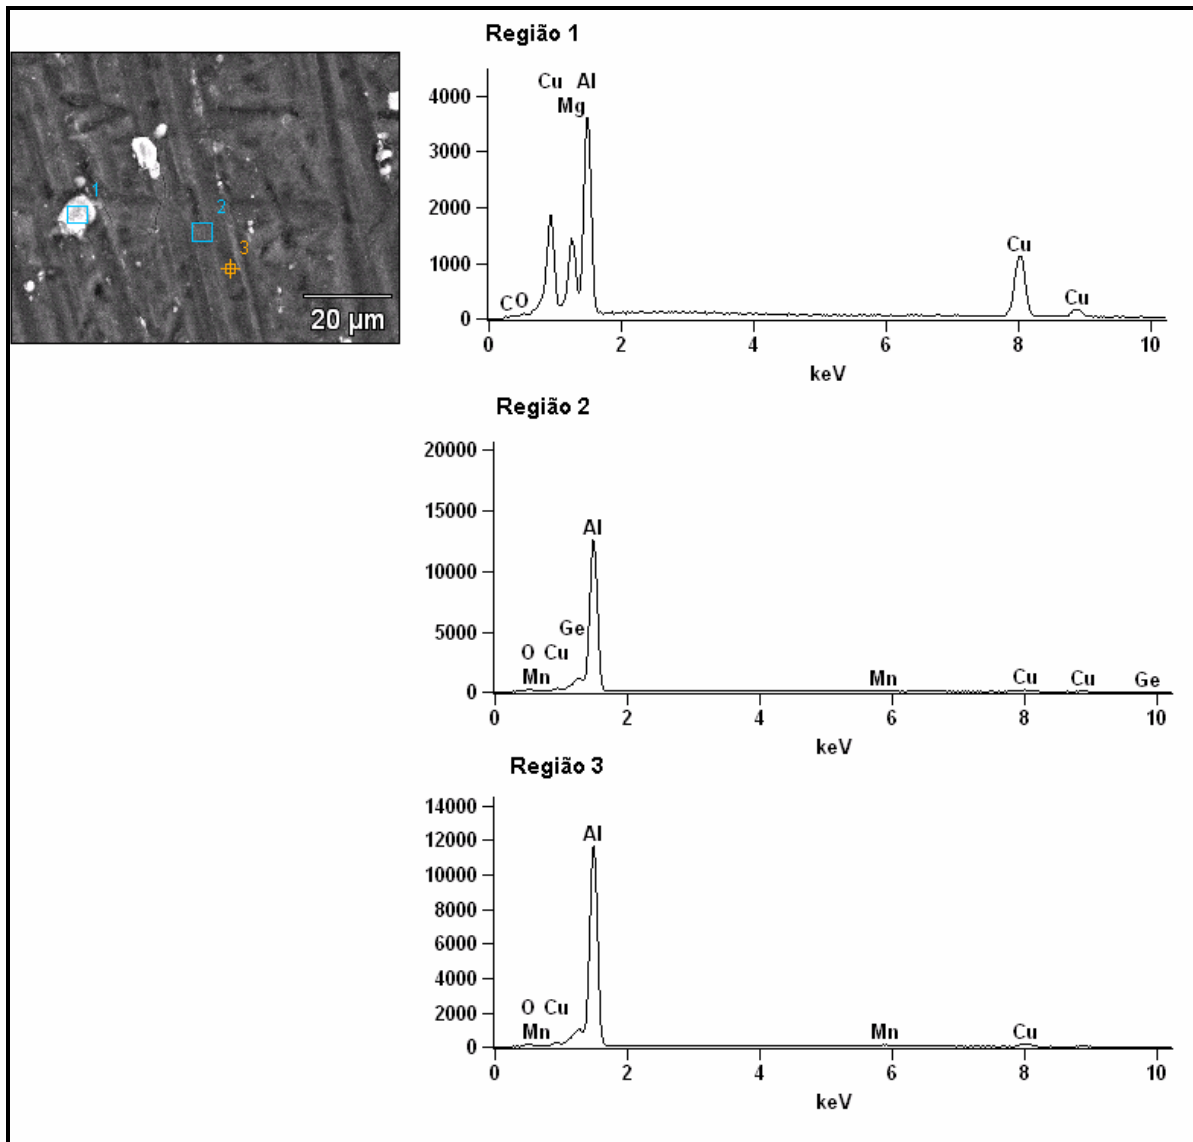 Região 1
Cu Al
Mg
4000
3000
2000
1000
0
C O
Cu
Cu
0 2 4 6 8 10
keV
1
2
3
20 µm
Região 2
20000
15000
10000
5000
0
Al
Ge
O Cu
Mn
Mn
Cu
Cu
Ge
0 2 4 6 8 10
keV
Região 3
14000
12000
10000
8000
6000
4000
2000
0
Al
O Cu
Mn
Mn
Cu
0 2 4 6 8 10
keV